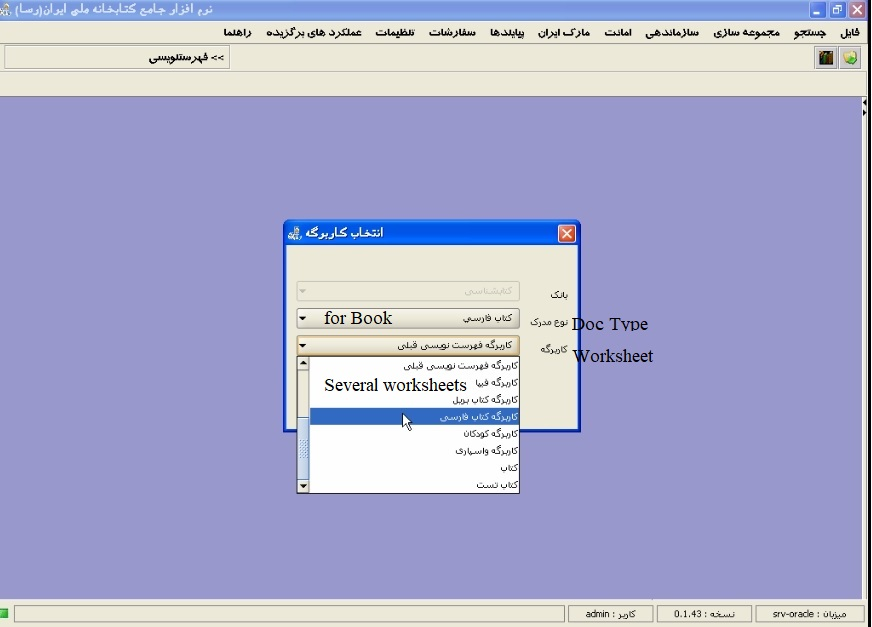 نرم افزار جامع کتابخانه ملی ایران(رسا)
فایل جستجو مجموعه سازی سازماندهی امانت مارک ایران پیایندها سفارشات تنظیمات عملکرد های برگزیده راهنما
>> فهرستنویسی
انتخاب کاربرگه
بانک کتابشناسی
نوع مدرک کتاب فارسی for Book Doc Type
کاربرگه کاربرگه فهرست نویسی قبلی Worksheet
کاربرگه فهرست نویسی قبلی
کاربرگه فیپا Several worksheets
کاربرگه کتاب بریل
کاربرگه کتاب فارسی
کاربرگه کودکان
کاربرگه واسپاری
کتاب
کتاب تست
میزبان : srv-oracle نسخه : 0.1.43 کاربر : admin